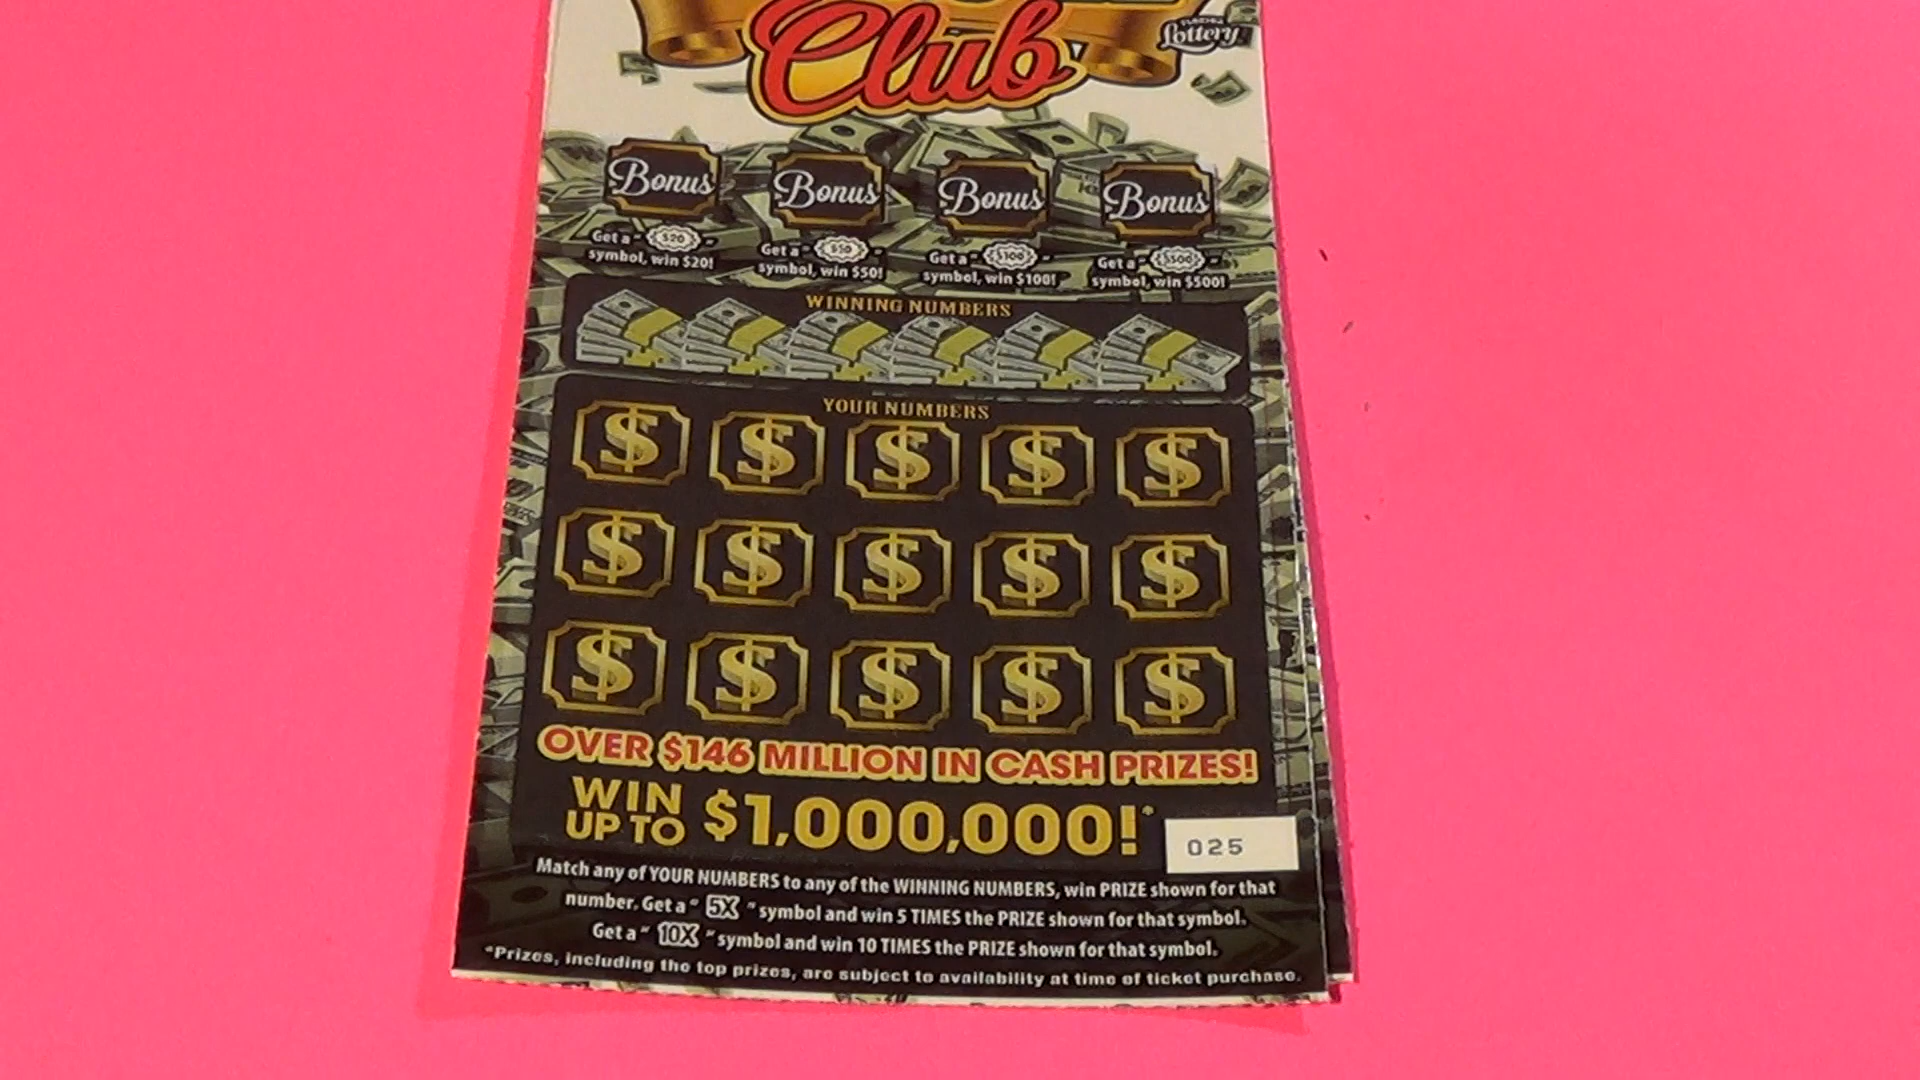 Club
FLORIDA
Lottery
Bonus Bonus Bonus Bonus
Get a " $20 "
symbol, win $20!
Get a " $50 "
symbol, win $50!
Get a " $100 "
symbol, win $100!
Get a " $500 "
symbol, win $500!
WINNING NUMBERS
YOUR NUMBERS
$ $ $ $ $
$ $ $ $ $
$ $ $ $ $
OVER $146 MILLION IN CASH PRIZES!
WIN
UP TO $1,000,000!*
025
Match any of YOUR NUMBERS to any of the WINNING NUMBERS, win PRIZE shown for that
number. Get a " 5X " symbol and win 5 TIMES the PRIZE shown for that symbol.
Get a " 10X " symbol and win 10 TIMES the PRIZE shown for that symbol.
*Prizes, including the top prizes, are subject to availability at time of ticket purchase.